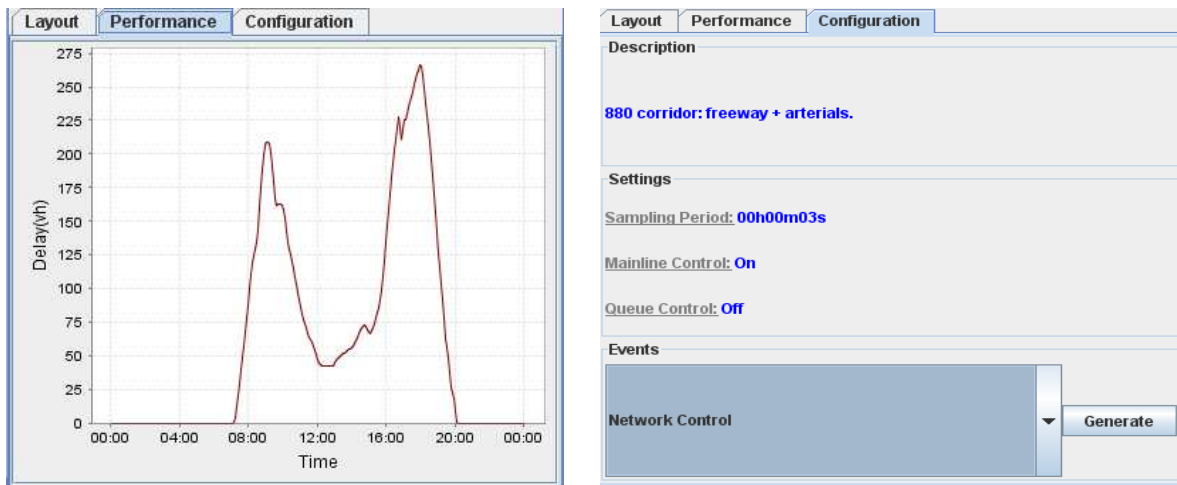 Layout Performance Configuration
275
250
225
200
175
150
125
100
75
50
25
0
Delay(vh)
00:00 04:00 08:00 12:00 16:00 20:00 00:00
Time
Layout Performance Configuration
Description
880 corridor: freeway + arterials.
Settings
Sampling Period: 00h00m03s
Mainline Control: On
Queue Control: Off
Events
Network Control Generate